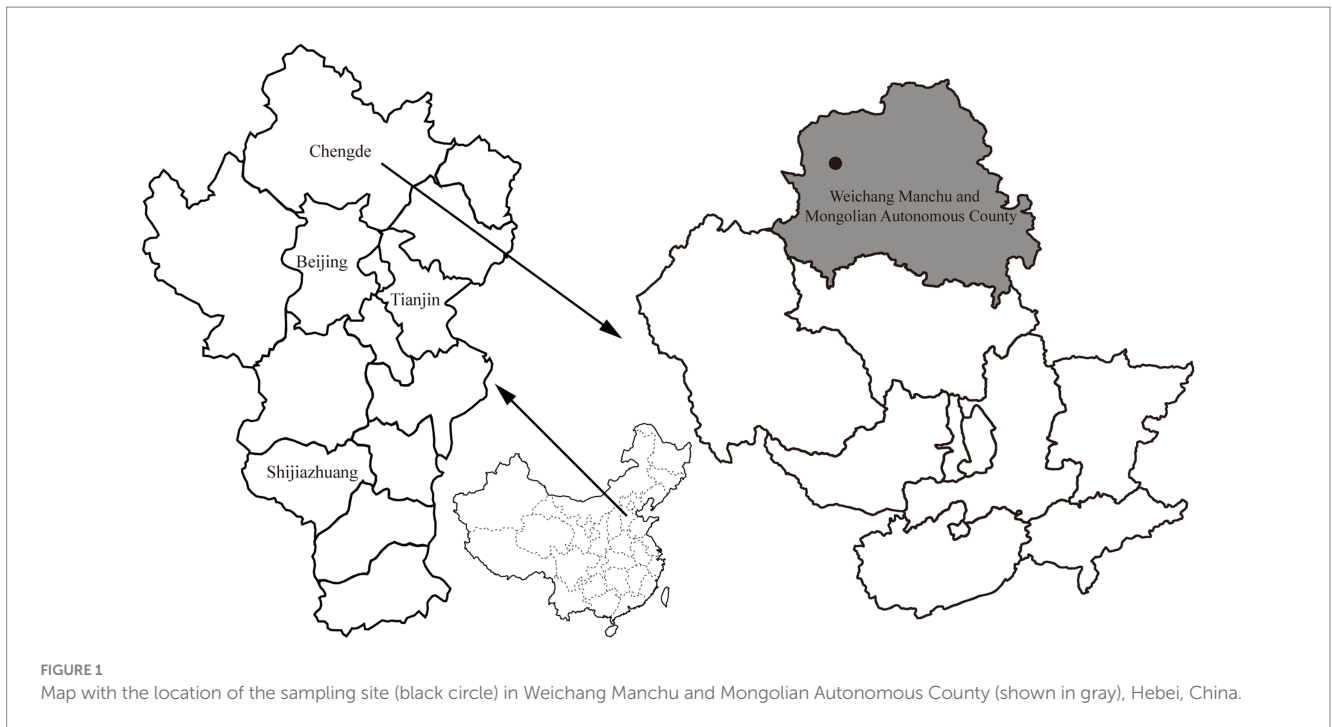 Chengde
Beijing
Tianjin
Shijiazhuang
Weichang Manchu and
Mongolian Autonomous County
FIGURE 1
Map with the location of the sampling site (black circle) in Weichang Manchu and Mongolian Autonomous County (shown in gray), Hebei, China.